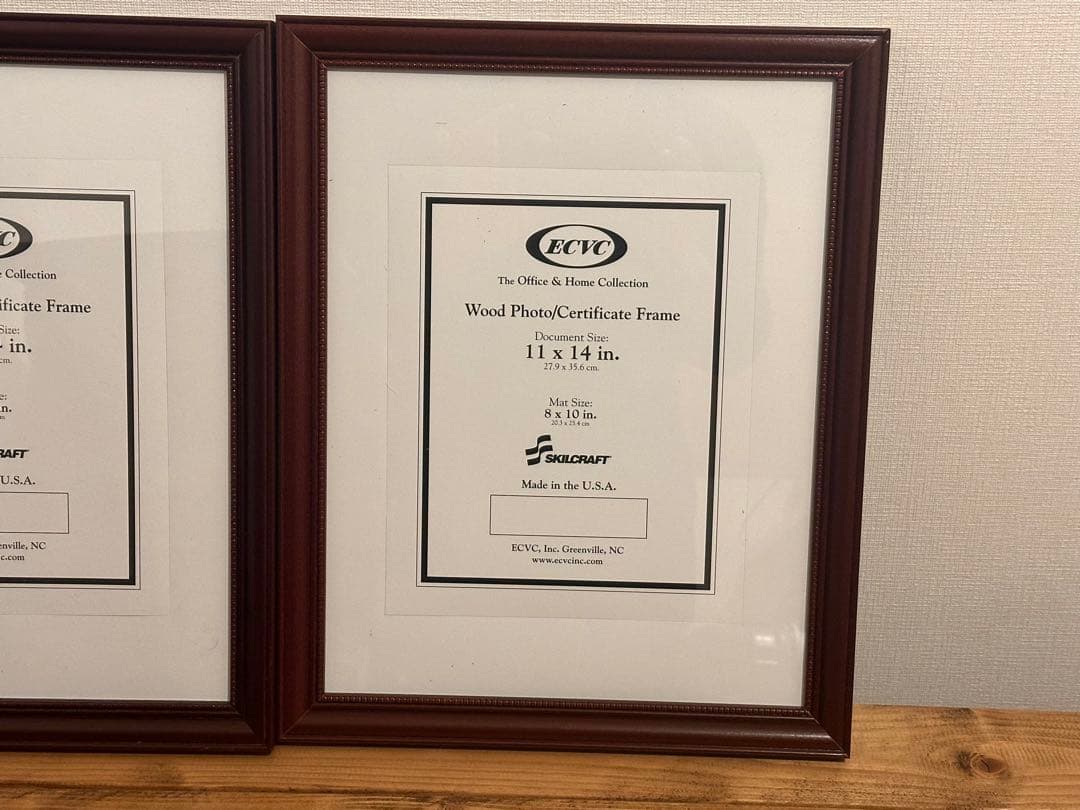 C
Collection
ificate Frame
Size:
in.
cm.
n.
RAFT
U.S.A.
enville, NC
c.com
ECVC
The Office & Home Collection
Wood Photo/Certificate Frame
Document Size:
11 x 14 in.
27.9 x 35.6 cm.
Mat Size:
8 x 10 in.
20.3 x 25.4 cm
SKILCRAFT
Made in the U.S.A.
ECVC, Inc. Greenville, NC
www.ecvcinc.com